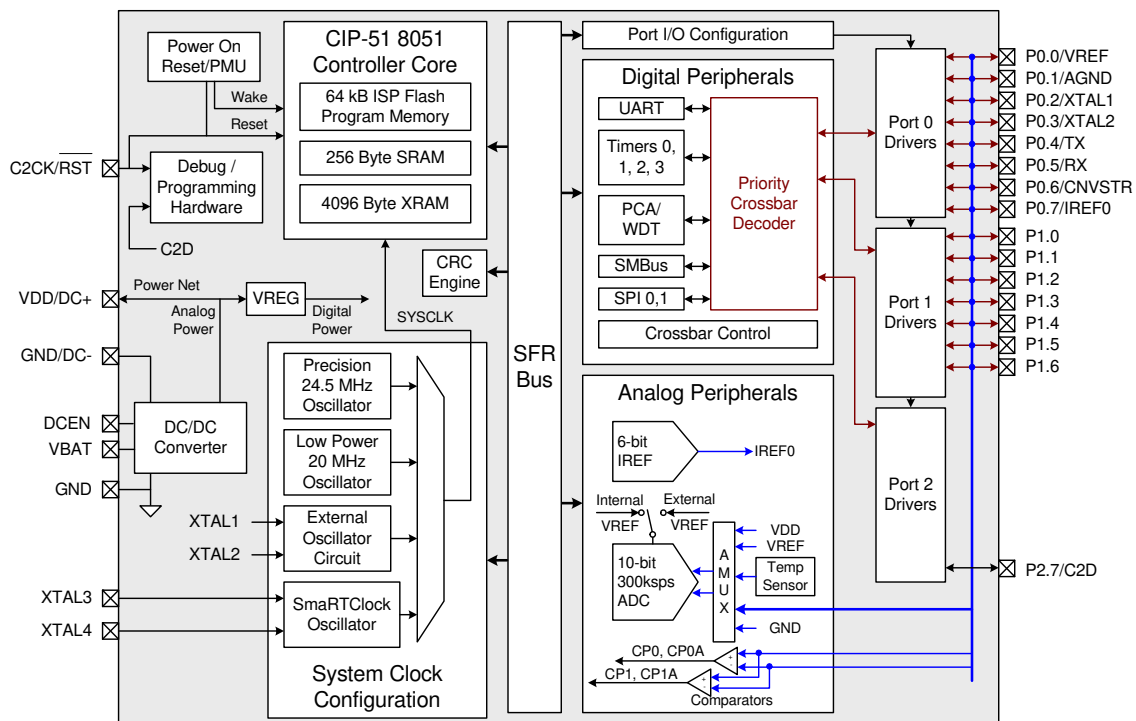 Power On
Reset/PMU
Wake
Reset
C2CK/RST
Debug /
Programming
Hardware
C2D
CIP-51 8051
Controller Core
64 kB ISP Flash
Program Memory
256 Byte SRAM
4096 Byte XRAM
CRC
Engine
VDD/DC+
Power Net
Analog
Power
VREG
Digital
Power
SYSCLK
GND/DC-
DCEN
VBAT
GND
DC/DC
Converter
XTAL1
XTAL2
XTAL3
XTAL4
Precision
24.5 MHz
Oscillator
Low Power
20 MHz
Oscillator
External
Oscillator
Circuit
SmaRTClock
Oscillator
System Clock
Configuration
SFR
Bus
Port I/O Configuration
Digital Peripherals
UART
Timers 0,
1, 2, 3
PCA/
WDT
SMBus
SPI 0,1
Priority
Crossbar
Decoder
Crossbar Control
Analog Peripherals
6-bit
IREF
IREF0
Internal
VREF
External
VREF
10-bit
300ksps
ADC
A
M
U
X
VDD
VREF
Temp
Sensor
GND
CP0, CP0A
+
-
CP1, CP1A
+
-
Comparators
Port 0
Drivers
Port 1
Drivers
Port 2
Drivers
P0.0/VREF
P0.1/AGND
P0.2/XTAL1
P0.3/XTAL2
P0.4/TX
P0.5/RX
P0.6/CNVSTR
P0.7/IREF0
P1.0
P1.1
P1.2
P1.3
P1.4
P1.5
P1.6
P2.7/C2D